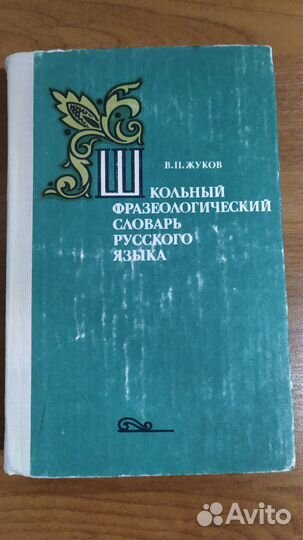 В.П. ЖУКОВ
ШКОЛЬНЫЙ
ФРАЗЕОЛОГИЧЕСКИЙ
СЛОВАРЬ
РУССКОГО
ЯЗЫКА
Avito